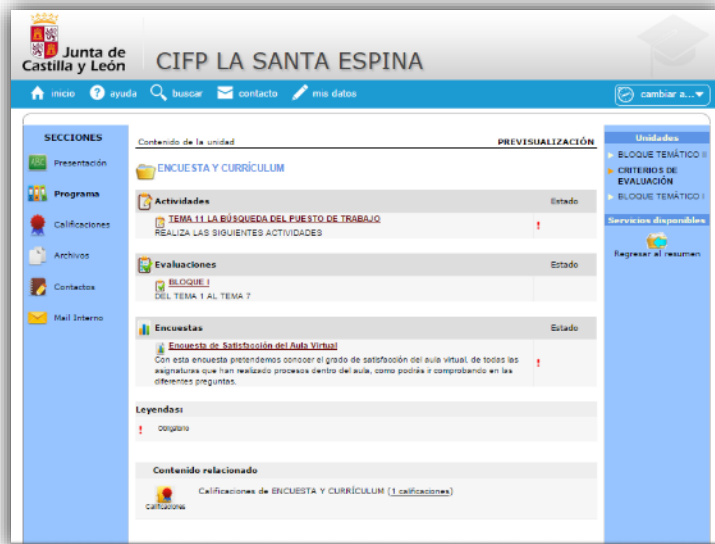 Junta de
Castilla y León
CIFP LA SANTA ESPINA
inicio ayuda buscar contacto mis datos cambiar a...
SECCIONES
Presentación
Programa
Calificaciones
Archivos
Contactos
Mail Interno
Contenido de la unidad PREVISUALIZACIÓN
ENCUESTA Y CURRÍCULUM
Actividades Estado
TEMA 11 LA BÚSQUEDA DEL PUESTO DE TRABAJO
REALIZA LAS SIGUIENTES ACTIVIDADES !
Evaluaciones Estado
BLOQUE I
DEL TEMA 1 AL TEMA 7
Encuestas Estado
Encuesta de Satisfacción del Aula Virtual
Con esta encuesta pretendemos conocer el grado de satisfacción del aula virtual, de todas las
asignaturas que han realizado procesos dentro del aula, como podrás ir comprobando en las !
diferentes preguntas.
Leyendas:
! Obligatorio
Contenido relacionado
Calificaciones de ENCUESTA Y CURRÍCULUM (1 calificaciones)
Calificaciones
Unidades
BLOQUE TEMÁTICO II
CRITERIOS DE
EVALUACIÓN
BLOQUE TEMÁTICO I
Servicios disponibles
Regresar al resumen